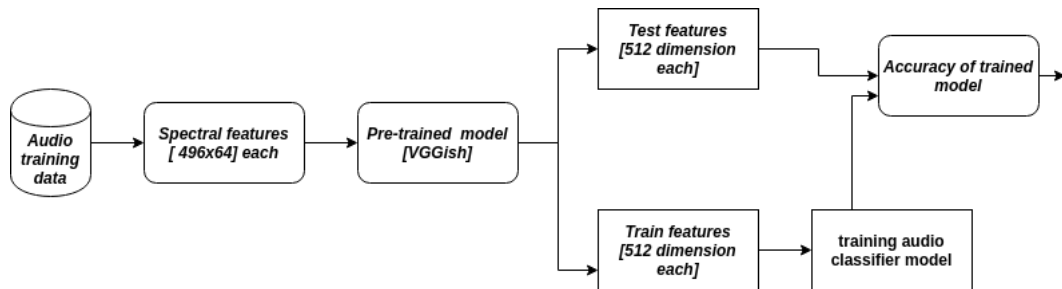 Audio
training
data
Spectral features
[ 496x64] each
Pre-trained model
[VGGish]
Test features
[512 dimension
each]
Train features
[512 dimension
each]
training audio
classifier model
Accuracy of trained
model